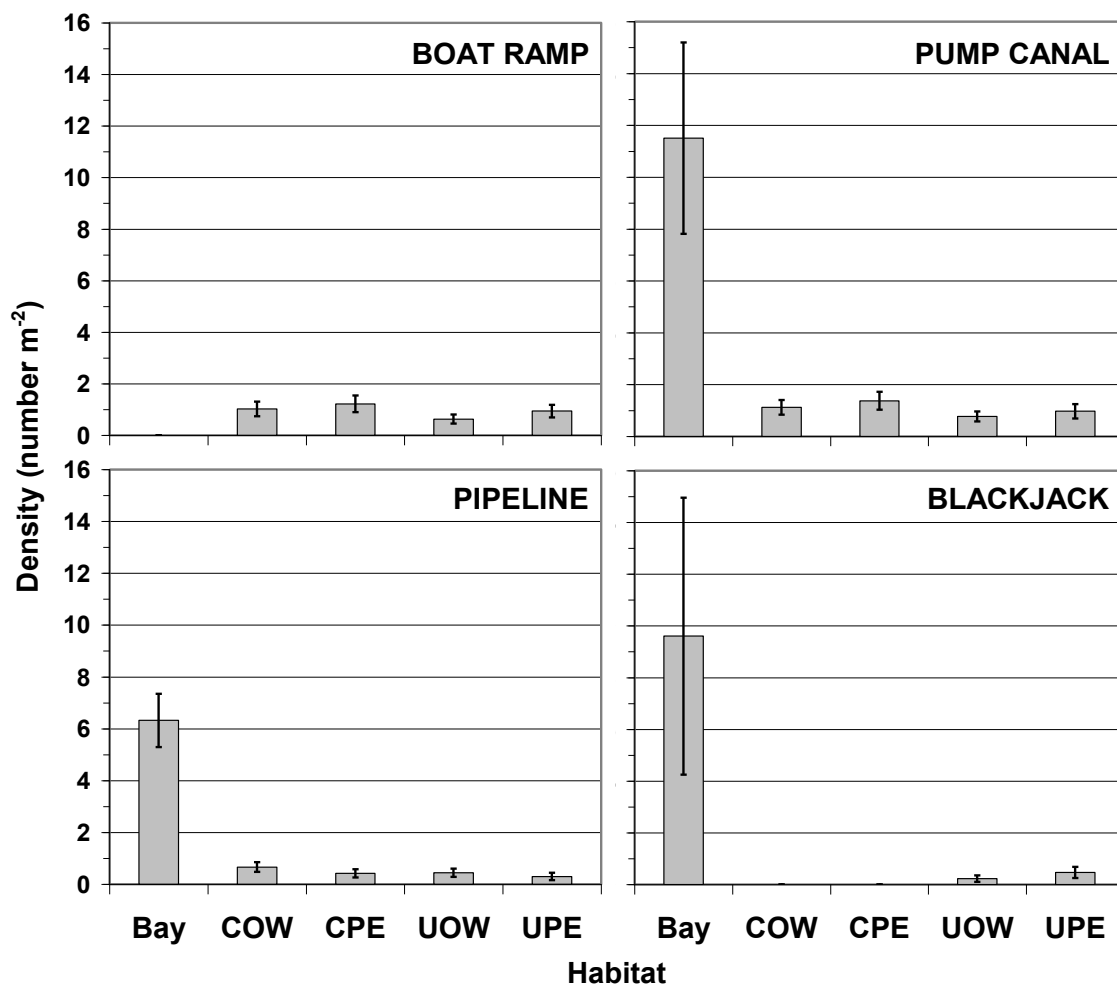 BOAT RAMP
PUMP CANAL
16
14
12
10
8
6
4
2
0
PIPELINE
BLACKJACK
16
14
12
10
8
6
4
2
0
Density (number m-2)
Bay COW CPE UOW UPE
Bay COW CPE UOW UPE
Habitat